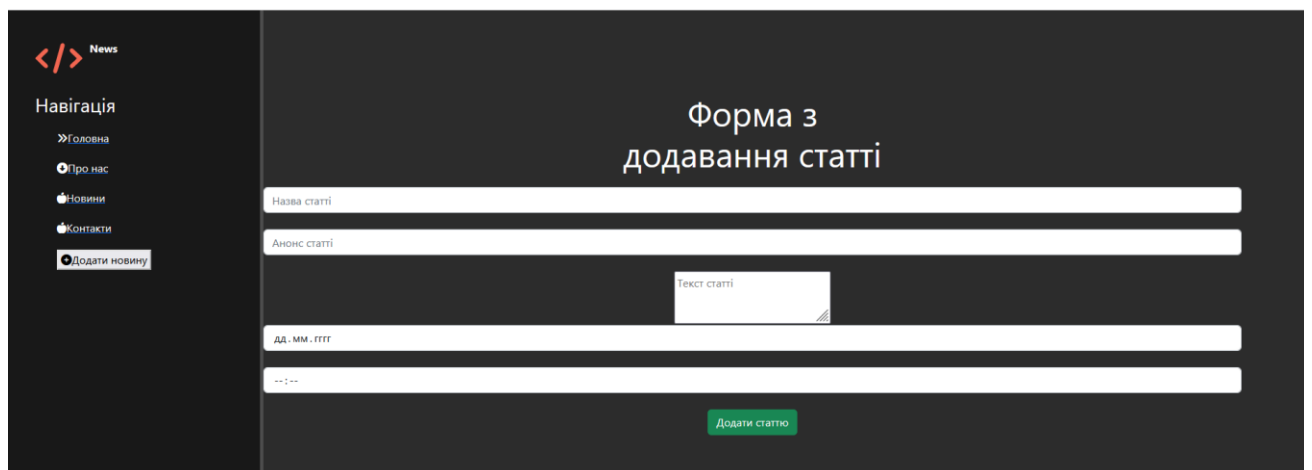 </> News
Навігація
Головна
Про нас
Новини
Контакти
Додати новину
Форма з
додавання статті
Назва статті
Анонс статті
Текст статті
дд.мм.гггг
--:--
Додати статтю